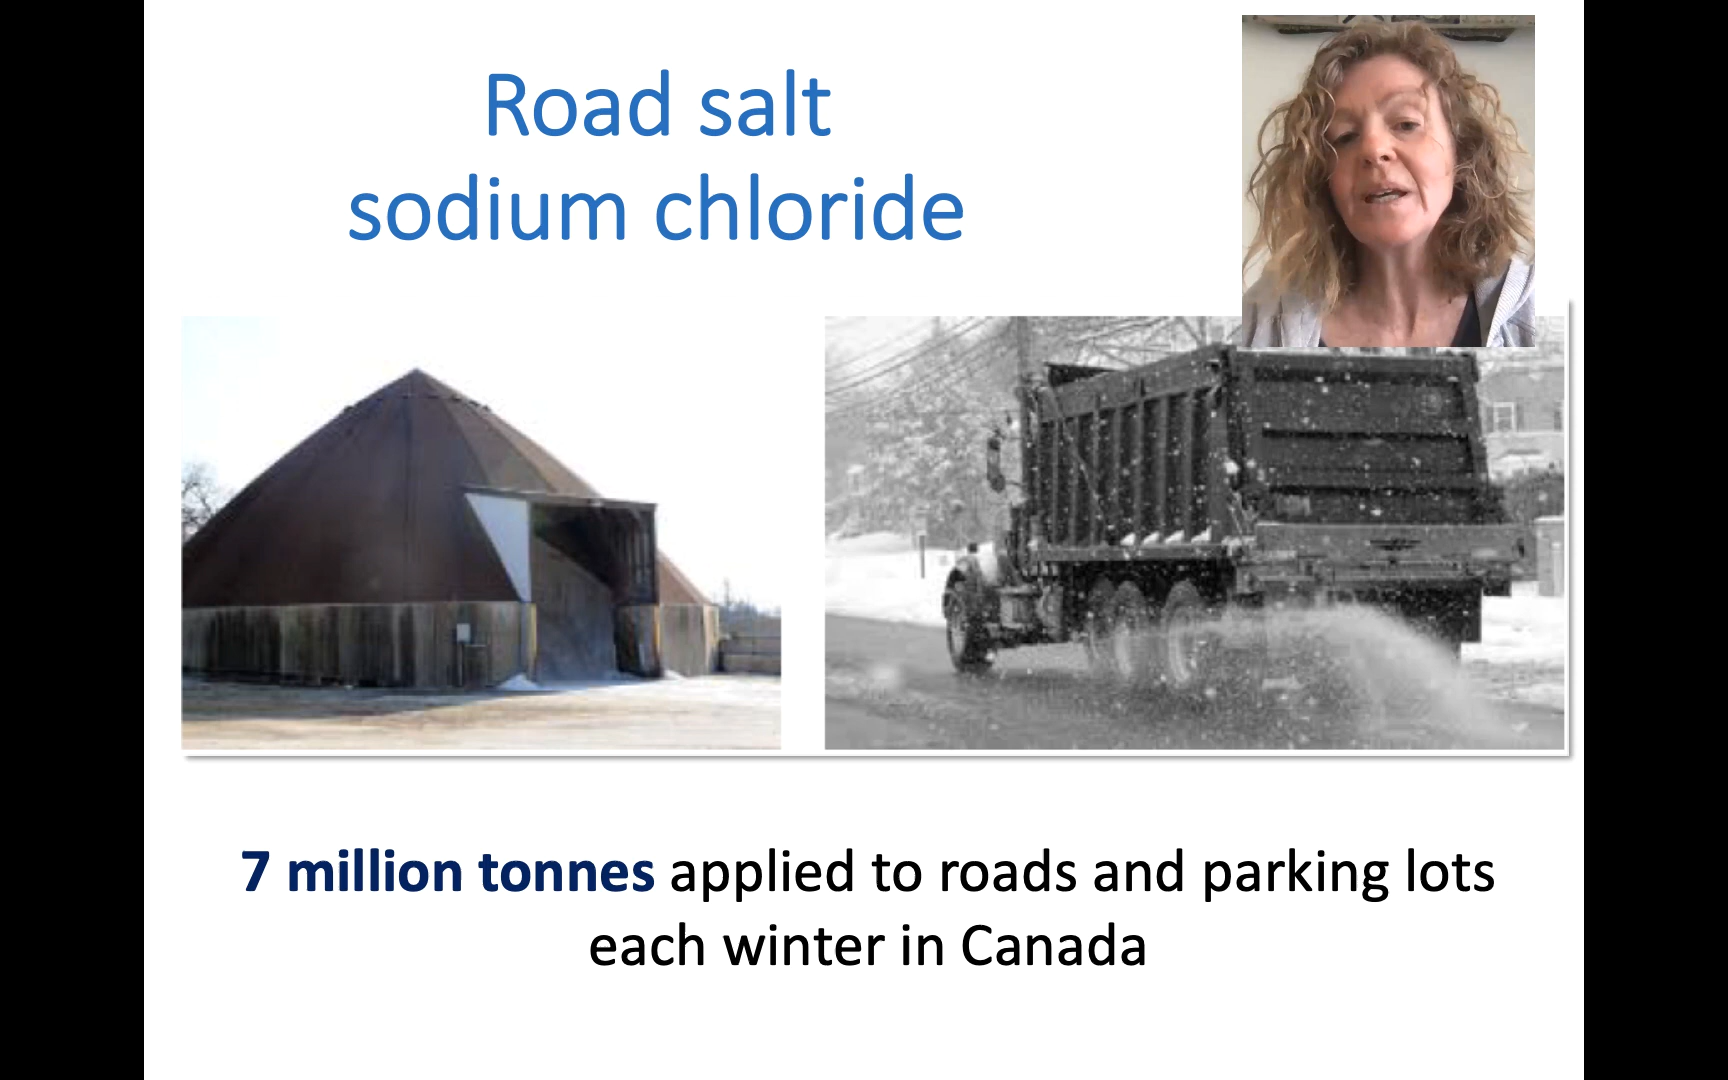 Road salt
sodium chloride
7 million tonnes applied to roads and parking lots
each winter in Canada